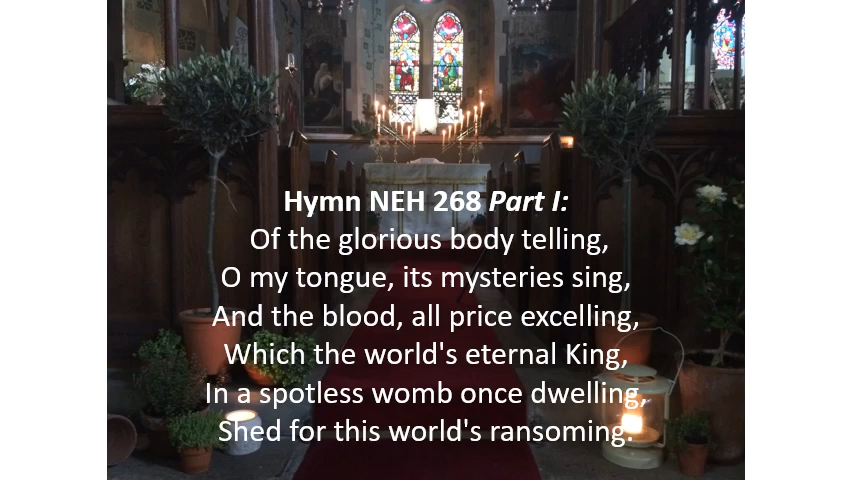 Hymn NEH 268 Part I:
Of the glorious body telling,
O my tongue, its mysteries sing,
And the blood, all price excelling,
Which the world's eternal King,
In a spotless womb once dwelling,
Shed for this world's ransoming.